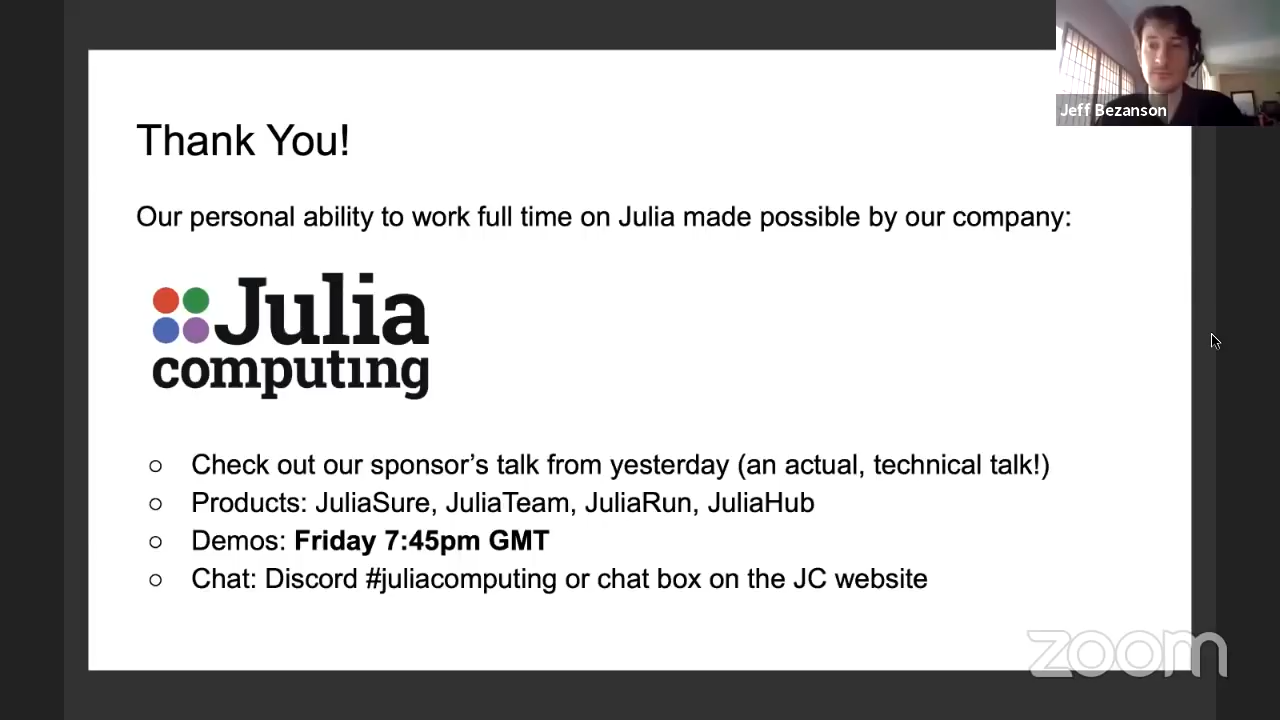 Jeff Bezanson
Thank You!
Our personal ability to work full time on Julia made possible by our company:
Julia
computing
○ Check out our sponsor’s talk from yesterday (an actual, technical talk!)
○ Products: JuliaSure, JuliaTeam, JuliaRun, JuliaHub
○ Demos: Friday 7:45pm GMT
○ Chat: Discord #juliacomputing or chat box on the JC website
zoom